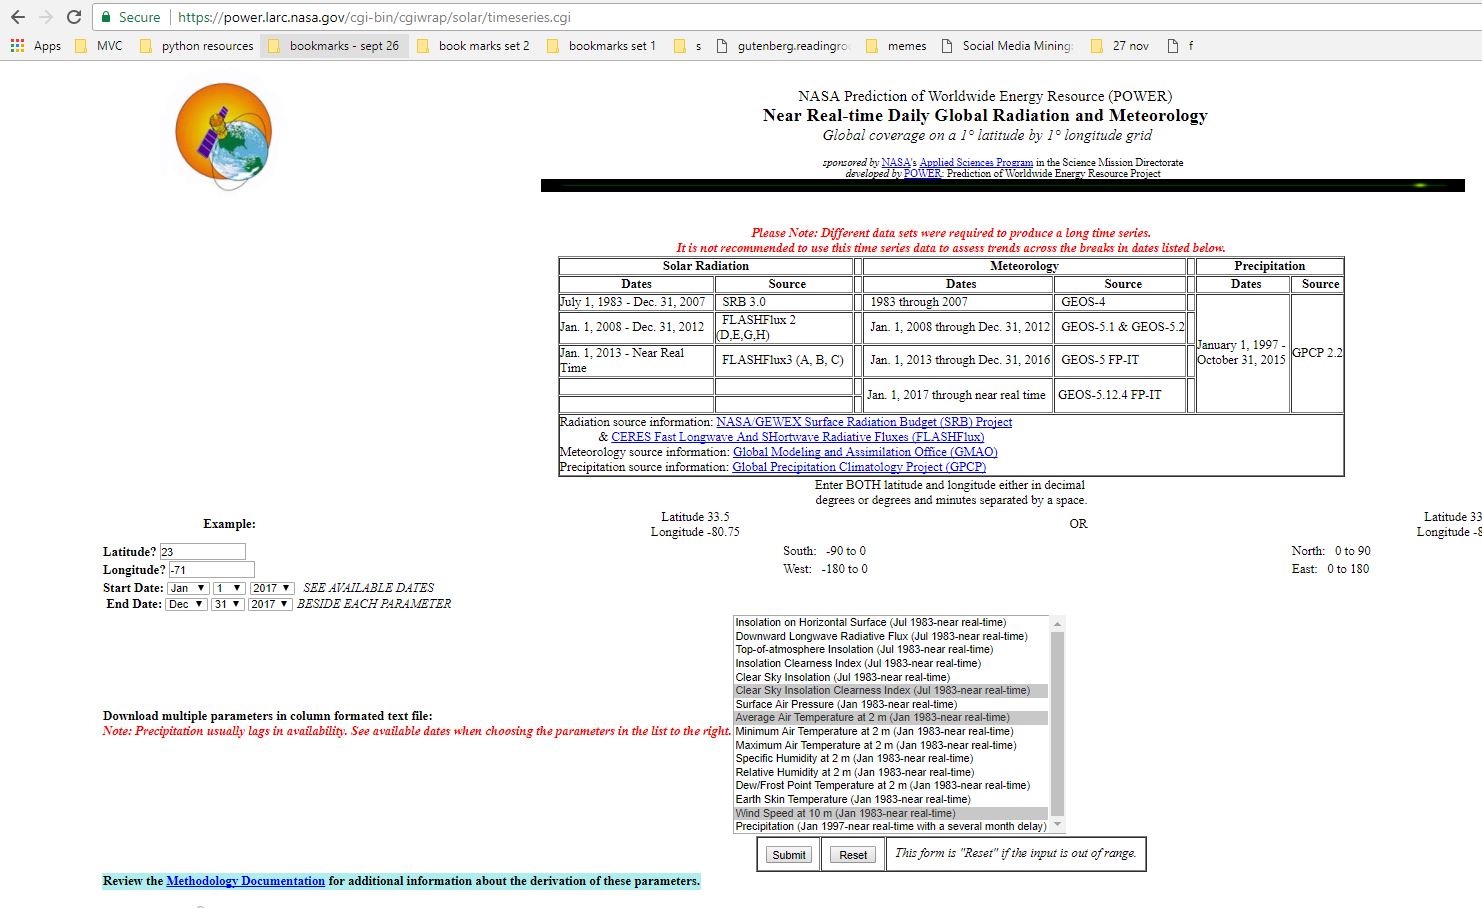 Secure | https://power.larc.nasa.gov/cgi-bin/cgiwrap/solar/timeseries.cgi
Apps MVC python resources bookmarks - sept 26 book marks set 2 bookmarks set 1 s gutenberg.readingro memes Social Media Mining: 27 nov f
NASA Prediction of Worldwide Energy Resource (POWER)
Near Real-time Daily Global Radiation and Meteorology
Global coverage on a 1° latitude by 1° longitude grid
sponsored by NASA's Applied Sciences Program in the Science Mission Directorate
developed by POWER: Prediction of Worldwide Energy Resource Project
Please Note: Different data sets were required to produce a long time series.
It is not recommended to use this time series data to assess trends across the breaks in dates listed below.
Solar Radiation Meteorology Precipitation
Dates Source Dates Source Dates Source
July 1, 1983 - Dec. 31, 2007 SRB 3.0 1983 through 2007 GEOS-4
Jan. 1, 2008 - Dec. 31, 2012 FLASHFlux 2 (D,E,G,H) Jan. 1, 2008 through Dec. 31, 2012 GEOS-5.1 & GEOS-5.2
January 1, 1997 - October 31, 2015 GPCP 2.2
Jan. 1, 2013 - Near Real Time FLASHFlux3 (A, B, C) Jan. 1, 2013 through Dec. 31, 2016 GEOS-5 FP-IT
Jan. 1, 2017 through near real time GEOS-5.12.4 FP-IT
Radiation source information: NASA/GEWEX Surface Radiation Budget (SRB) Project
& CERES Fast Longwave And SHortwave Radiative Fluxes (FLASHFlux)
Meteorology source information: Global Modeling and Assimilation Office (GMAO)
Precipitation source information: Global Precipitation Climatology Project (GPCP)
Enter BOTH latitude and longitude either in decimal
degrees or degrees and minutes separated by a space.
Example: Latitude 33.5 OR Latitude 33
Longitude -80.75 Longitude -8
Latitude? 23 South: -90 to 0 North: 0 to 90
Longitude? -71 West: -180 to 0 East: 0 to 180
Start Date: Jan 1 2017 SEE AVAILABLE DATES
End Date: Dec 31 2017 BESIDE EACH PARAMETER
Download multiple parameters in column formated text file:
Note: Precipitation usually lags in availability. See available dates when choosing the parameters in the list to the right.
Insolation on Horizontal Surface (Jul 1983-near real-time)
Downward Longwave Radiative Flux (Jul 1983-near real-time)
Top-of-atmosphere Insolation (Jul 1983-near real-time)
Insolation Clearness Index (Jul 1983-near real-time)
Clear Sky Insolation (Jul 1983-near real-time)
Clear Sky Insolation Clearness Index (Jul 1983-near real-time)
Surface Air Pressure (Jan 1983-near real-time)
Average Air Temperature at 2 m (Jan 1983-near real-time)
Minimum Air Temperature at 2 m (Jan 1983-near real-time)
Maximum Air Temperature at 2 m (Jan 1983-near real-time)
Specific Humidity at 2 m (Jan 1983-near real-time)
Relative Humidity at 2 m (Jan 1983-near real-time)
Dew/Frost Point Temperature at 2 m (Jan 1983-near real-time)
Earth Skin Temperature (Jan 1983-near real-time)
Wind Speed at 10 m (Jan 1983-near real-time)
Precipitation (Jan 1997-near real-time with a several month delay)
Submit Reset This form is "Reset" if the input is out of range.
Review the Methodology Documentation for additional information about the derivation of these parameters.